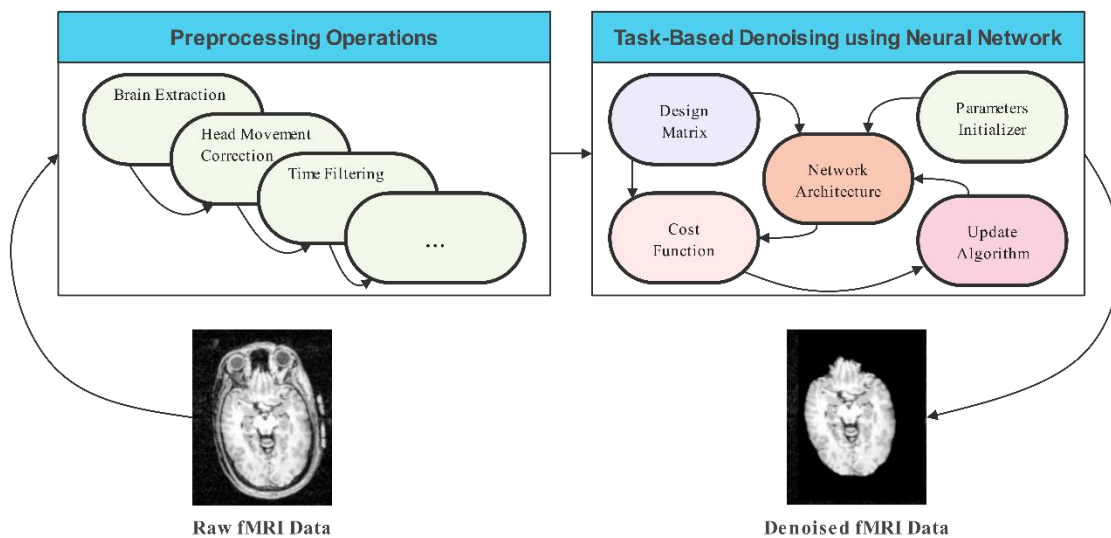 Preprocessing Operations
Brain Extraction
Head Movement
Correction
Time Filtering
...
Task-Based Denoising using Neural Network
Design
Matrix
Parameters
Initializer
Network
Architecture
Cost
Function
Update
Algorithm
Raw fMRI Data
Denoised fMRI Data